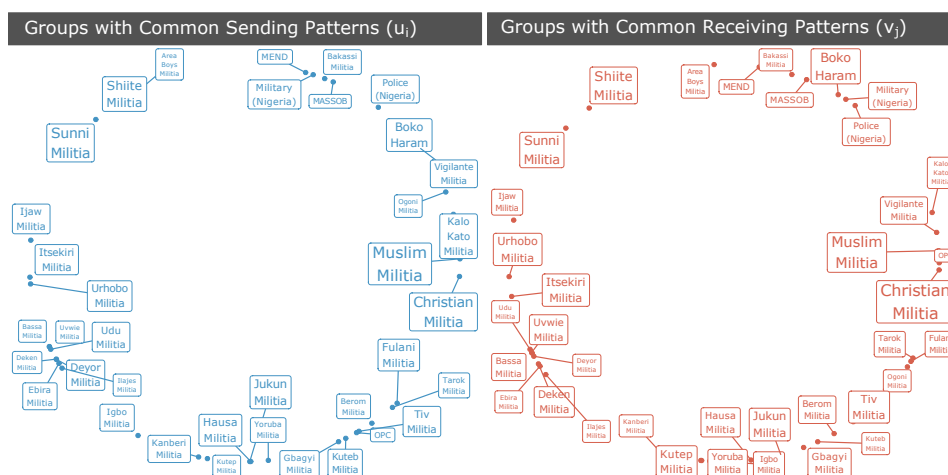 Groups with Common Sending Patterns (ui)
Area
Boys
Militia
Shiite
Militia
Sunni
Militia
MEND
Bakassi
Militia
Military
(Nigeria)
MASSOB
Police
(Nigeria)
Boko
Haram
Vigilante
Militia
Ogoni
Militia
Kalo
Kato
Militia
Muslim
Militia
Christian
Militia
Ijaw
Militia
Itsekiri
Militia
Urhobo
Militia
Bassa
Militia
Uvwie
Militia
Udu
Militia
Deken
Militia
Deyor
Militia
Ebira
Militia
Ilajes
Militia
Igbo
Militia
Kanberi
Militia
Hausa
Militia
Kutep
Militia
Jukun
Militia
Yoruba
Militia
Gbagyi
Militia
Kuteb
Militia
Berom
Militia
OPC
Tiv
Militia
Tarok
Militia
Fulani
Militia
Groups with Common Receiving Patterns (vj)
Shiite
Militia
Sunni
Militia
Area
Boys
Militia
MEND
Bakassi
Militia
MASSOB
Boko
Haram
Military
(Nigeria)
Police
(Nigeria)
Kalo
Kato
Militia
Vigilante
Militia
Muslim
Militia
OP
Christian
Militia
Ijaw
Militia
Urhobo
Militia
Itsekiri
Militia
Udu
Militia
Uvwie
Militia
Bassa
Militia
Deyor
Militia
Ebira
Militia
Deken
Militia
Ilajes
Militia
Kanberi
Militia
Kutep
Militia
Hausa
Militia
Yoruba
Militia
Jukun
Militia
Igbo
Militia
Berom
Militia
Gbagyi
Militia
Kuteb
Militia
Tiv
Militia
Ogoni
Militia
Tarok
Militia
Fulan
Militi